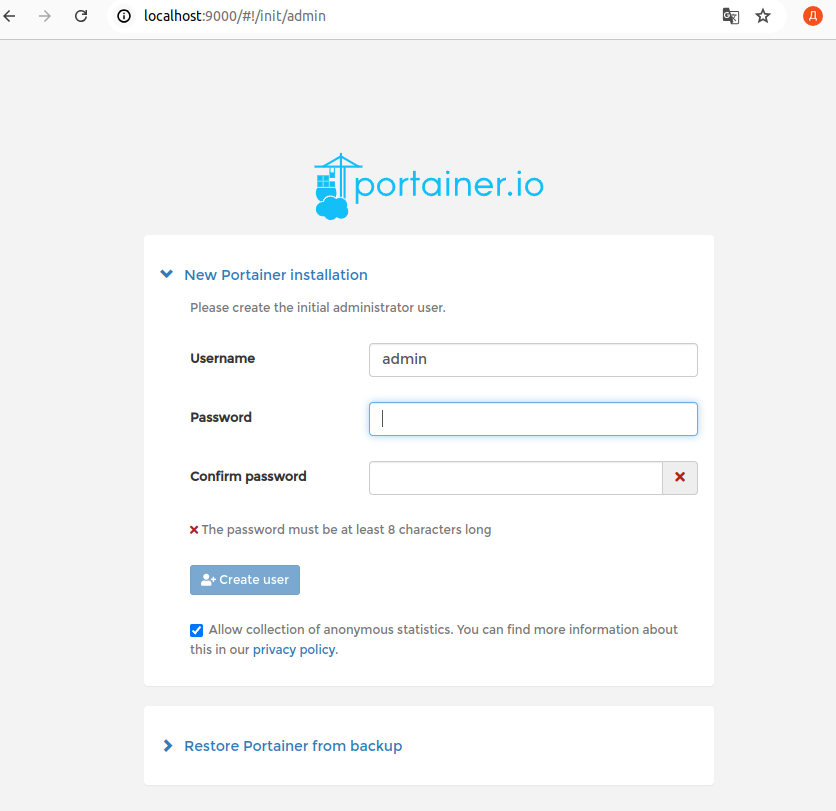 localhost:9000/#!/init/admin
Д
portainer.io
New Portainer installation
Please create the initial administrator user.
Username
admin
Password
Confirm password
The password must be at least 8 characters long
Create user
Allow collection of anonymous statistics. You can find more information about
this in our privacy policy.
Restore Portainer from backup